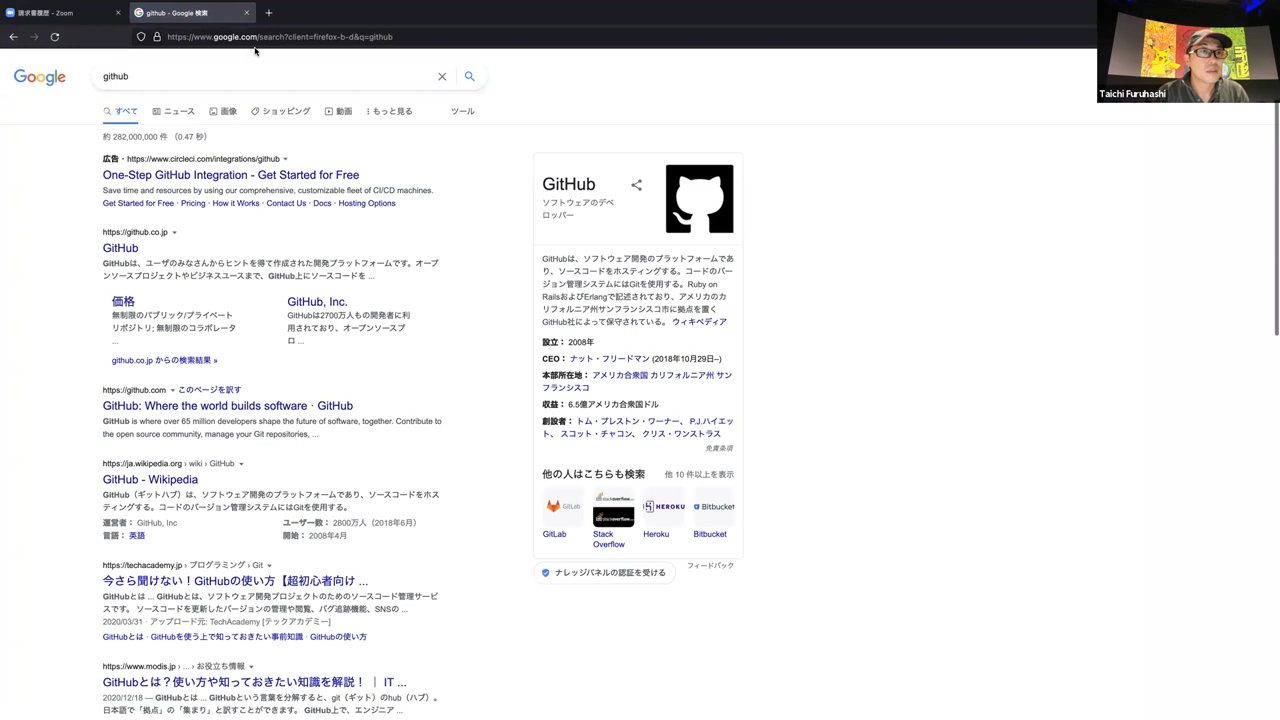 請求書履歴 - Zoom
github - Google 検索
https://www.google.com/search?client=firefox-b-d&q=github
Taichi Furuhashi
Google
github
すべて
ニュース
画像
ショッピング
動画
もっと見る
ツール
約 282,000,000 件 （0.47 秒）
広告 · https://www.circleci.com/integrations/github
One-Step GitHub Integration - Get Started for Free
Save time and resources by using our comprehensive, customizable fleet of CI/CD machines.
Get Started for Free · Pricing · How it Works · Contact Us · Docs · Hosting Options
https://github.co.jp
GitHub
GitHubは、ユーザのみなさんからヒントを得て作成された開発プラットフォームです。オープ
ンソースプロジェクトやビジネスユースまで、GitHub上にソースコードを ...
価格
無制限のパブリック/プライベート
リポジトリ; 無制限のコラボレータ
...
GitHub, Inc.
GitHubは2700万人もの開発者に利
用されており、オープンソースプ
ロ ...
github.co.jp からの検索結果 »
https://github.com
このページを訳す
GitHub: Where the world builds software · GitHub
GitHub is where over 65 million developers shape the future of software, together. Contribute to
the open source community, manage your Git repositories, ...
https://ja.wikipedia.org › wiki › GitHub
GitHub - Wikipedia
GitHub（ギットハブ）は、ソフトウェア開発のプラットフォームであり、ソースコードをホス
ティングする。コードのバージョン管理システムにはGitを使用する。
運営者： GitHub, Inc
ユーザー数： 2800万人（2018年6月）
言語： 英語
開始： 2008年4月
https://techacademy.jp › プログラミング › Git
今さら聞けない！GitHubの使い方【超初心者向け ...
GitHubとは ... GitHubとは、ソフトウェア開発プロジェクトのためのソースコード管理サービ
スです。 ソースコードを更新したバージョンの管理や閲覧、バグ追跡機能、SNSの ...
2020/03/31 · アップロード元: TechAcademy [テックアカデミー]
GitHubとは · GitHubを使う上で知っておきたい事前知識 · GitHubの使い方
https://www.modis.jp › ... › お役立ち情報
GitHubとは？使い方や知っておきたい知識を解説！ ｜ IT ...
2020/12/18 — GitHubとは ... GitHubという言葉を分解すると、git（ギット）のhub（ハブ）。
日本語で「拠点」の「集まり」と訳すことができます。 GitHub上で、エンジニア ...
GitHub
ソフトウェアのデベ
ロッパー
GitHubは、ソフトウェア開発のプラットフォームであ
り、ソースコードをホスティングする。コードのバー
ジョン管理システムにはGitを使用する。Ruby on
RailsおよびErlangで記述されており、アメリカのカ
リフォルニア州サンフランシスコ市に拠点を置く
GitHub社によって保守されている。 ウィキペディア
設立： 2008年
CEO： ナット・フリードマン (2018年10月29日–)
本部所在地： アメリカ合衆国 カリフォルニア州 サン
フランシスコ
収益： 6.5億アメリカ合衆国ドル
創設者： トム・プレストン・ワーナー、 P.J.ハイエッ
ト、 スコット・チャコン、 クリス・ワンストラス
免責条項
他の人はこちらも検索
他 10 件以上を表示
GitLab
stackoverflow
stackoverflow
HEROKU
Bitbucket
GitLab
Stack
Overflow
Heroku
Bitbucket
ナレッジパネルの認証を受ける
フィードバック